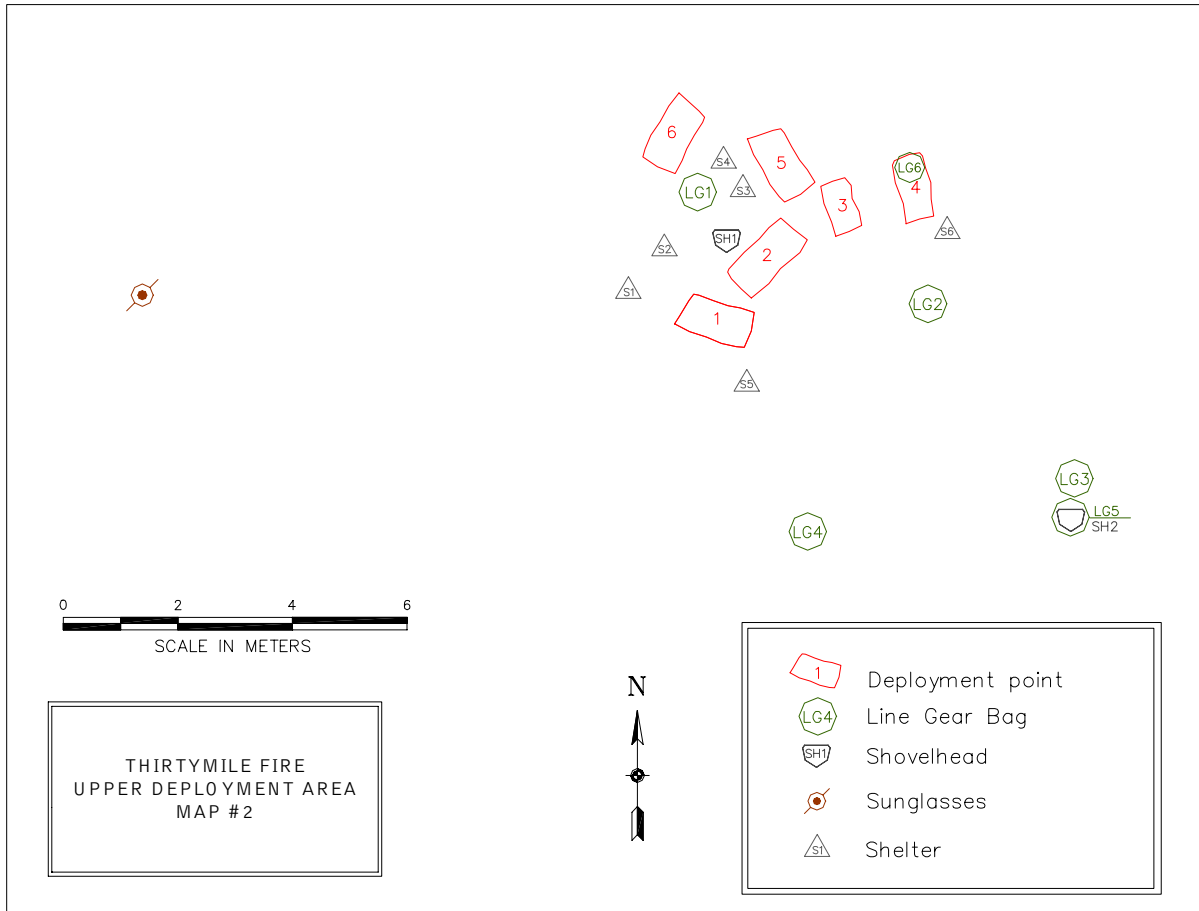 6
S4
5
LG6
S3
LG1
4
3
SH1
S6
S2
2
S1
LG2
1
S5
LG3
LG5
SH2
LG4
0 2 4 6
SCALE IN METERS
N
THIRTYMILE FIRE
UPPER DEPLOYMENT AREA
MAP #2
1 Deployment point
LG4 Line Gear Bag
SH1 Shovelhead
Sunglasses
S1 Shelter